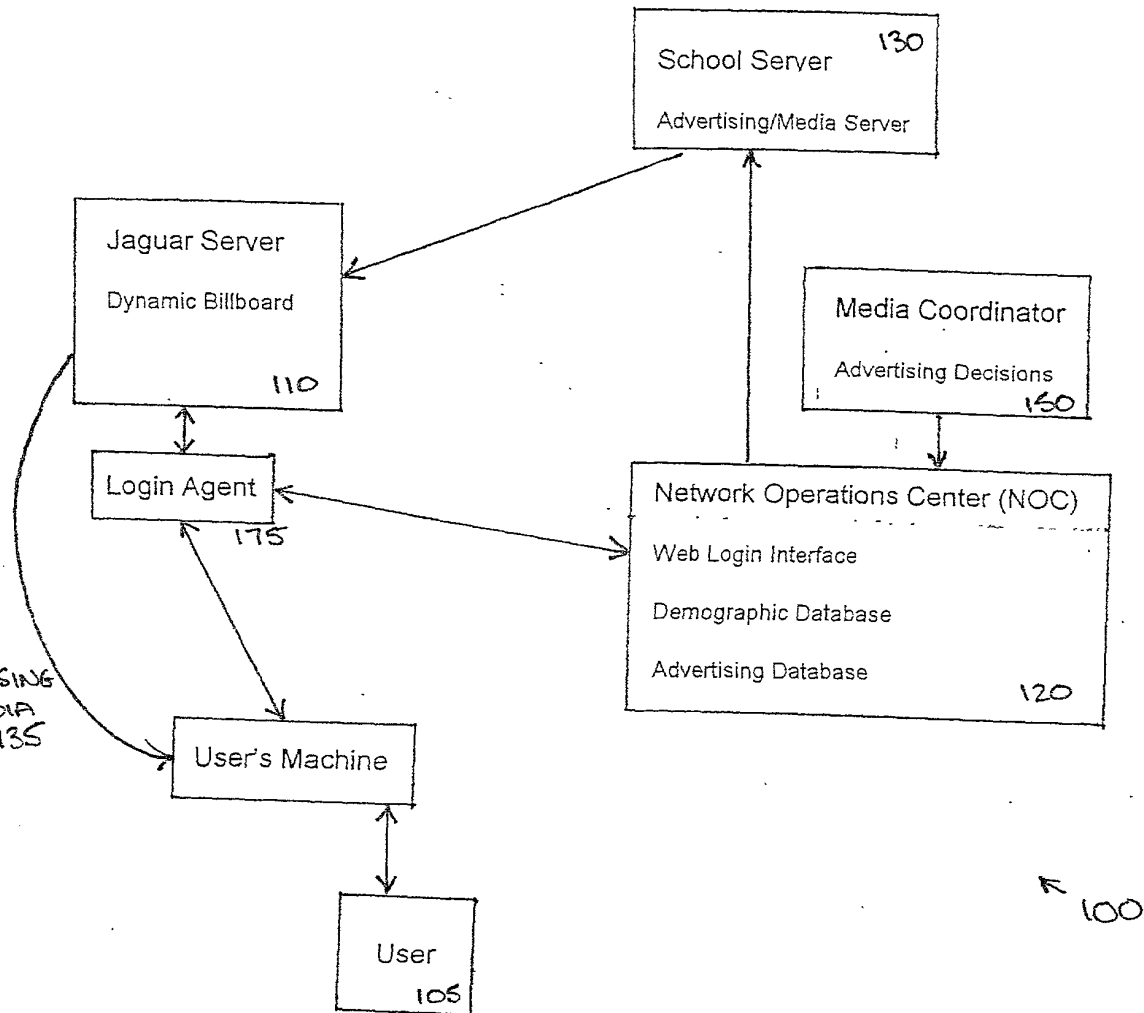 130
School Server
Advertising/Media Server
Jaguar Server
Dynamic Billboard
110
Media Coordinator
Advertising Decisions
150
Login Agent
175
Network Operations Center (NOC)
Web Login Interface
Demographic Database
Advertising Database
120
135
User's Machine
100
User
105